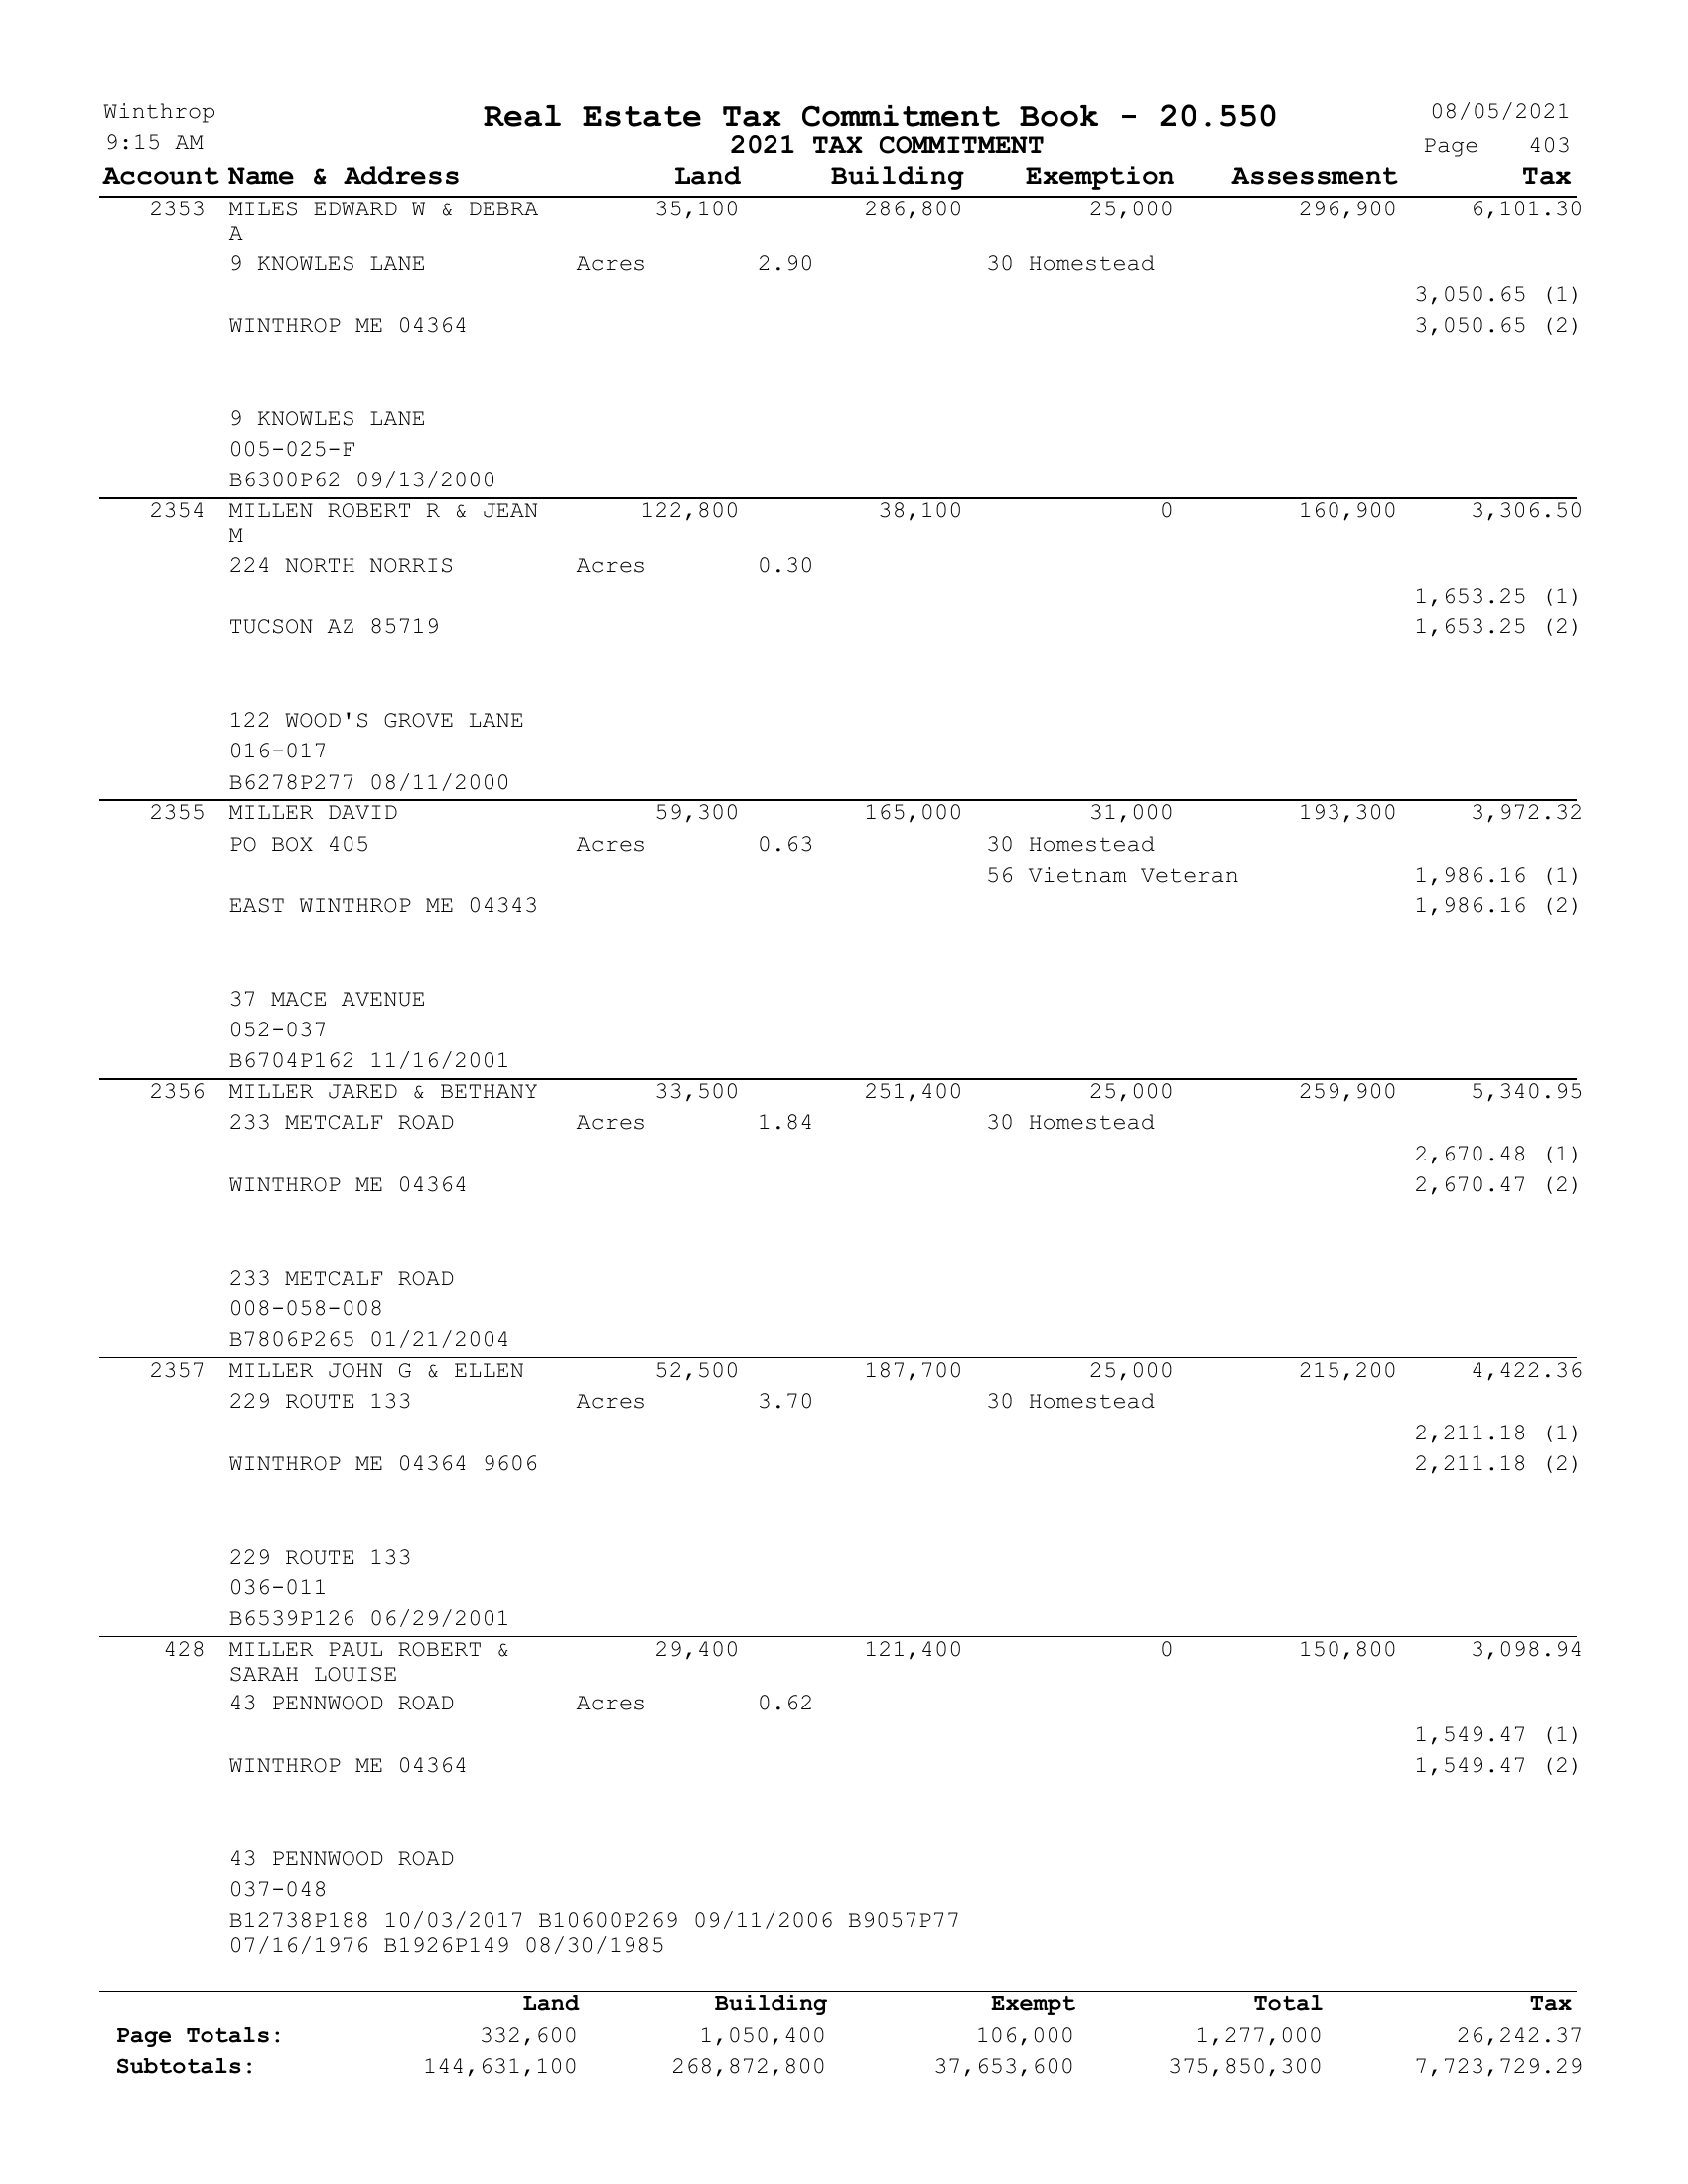 Winthrop Real Estate Tax Commitment Book - 20.550 08/05/2021
9:15 AM 2021 TAX COMMITMENT Page 403
Account Name & Address Land Building Exemption Assessment Tax
2353 MILES EDWARD W & DEBRA 35,100 286,800 25,000 296,900 6,101.30
A
9 KNOWLES LANE Acres 2.90 30 Homestead
3,050.65 (1)
WINTHROP ME 04364 3,050.65 (2)
9 KNOWLES LANE
005-025-F
B6300P62 09/13/2000
2354 MILLEN ROBERT R & JEAN 122,800 38,100 0 160,900 3,306.50
M
224 NORTH NORRIS Acres 0.30
1,653.25 (1)
TUCSON AZ 85719 1,653.25 (2)
122 WOOD'S GROVE LANE
016-017
B6278P277 08/11/2000
2355 MILLER DAVID 59,300 165,000 31,000 193,300 3,972.32
PO BOX 405 Acres 0.63 30 Homestead
56 Vietnam Veteran 1,986.16 (1)
EAST WINTHROP ME 04343 1,986.16 (2)
37 MACE AVENUE
052-037
B6704P162 11/16/2001
2356 MILLER JARED & BETHANY 33,500 251,400 25,000 259,900 5,340.95
233 METCALF ROAD Acres 1.84 30 Homestead
2,670.48 (1)
WINTHROP ME 04364 2,670.47 (2)
233 METCALF ROAD
008-058-008
B7806P265 01/21/2004
2357 MILLER JOHN G & ELLEN 52,500 187,700 25,000 215,200 4,422.36
229 ROUTE 133 Acres 3.70 30 Homestead
2,211.18 (1)
WINTHROP ME 04364 9606 2,211.18 (2)
229 ROUTE 133
036-011
B6539P126 06/29/2001
428 MILLER PAUL ROBERT & 29,400 121,400 0 150,800 3,098.94
SARAH LOUISE
43 PENNWOOD ROAD Acres 0.62
1,549.47 (1)
WINTHROP ME 04364 1,549.47 (2)
43 PENNWOOD ROAD
037-048
B12738P188 10/03/2017 B10600P269 09/11/2006 B9057P77
07/16/1976 B1926P149 08/30/1985
Land Building Exempt Total Tax
Page Totals: 332,600 1,050,400 106,000 1,277,000 26,242.37
Subtotals: 144,631,100 268,872,800 37,653,600 375,850,300 7,723,729.29